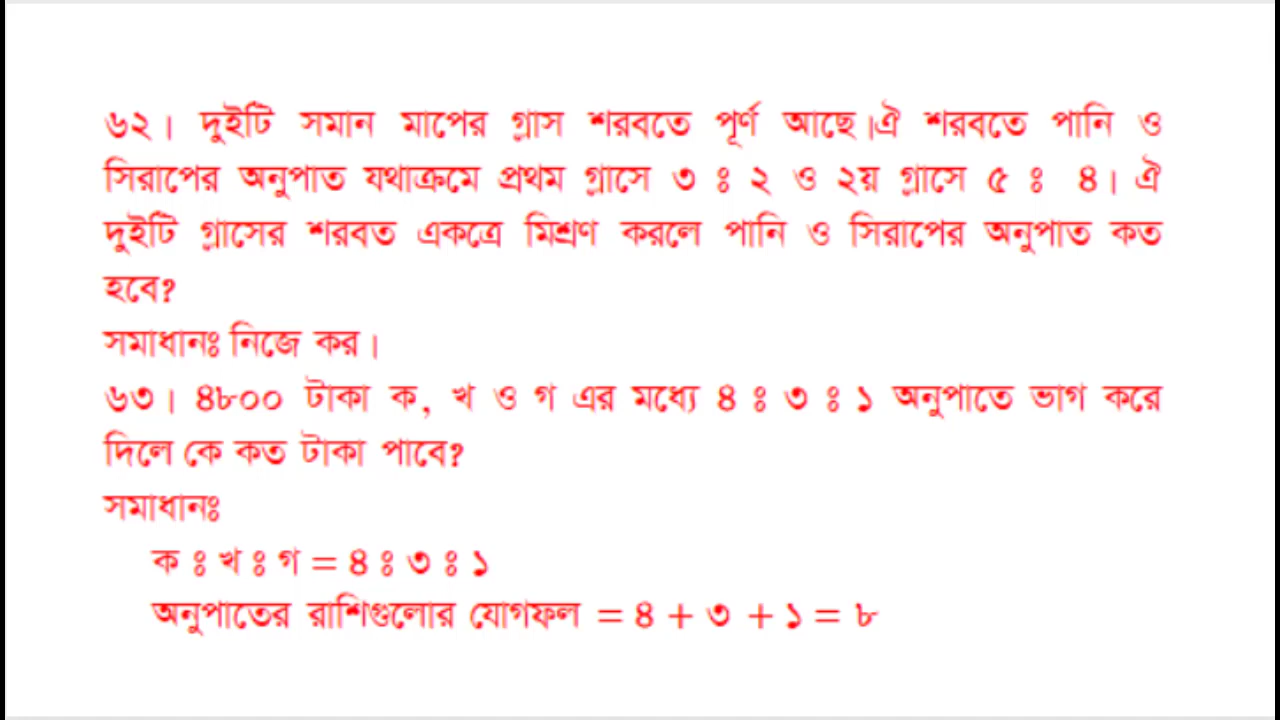 ৬২। দুইটি সমান মাপের গ্লাস শরবতে পূর্ণ আছে।ঐ শরবতে পানি ও
সিরাপের অনুপাত যথাক্রমে প্রথম গ্লাসে ৩ ঃ ২ ও ২য় গ্লাসে ৫ ঃ ৪। ঐ
দুইটি গ্লাসের শরবত একত্রে মিশ্রণ করলে পানি ও সিরাপের অনুপাত কত
হবে?
সমাধানঃ নিজে কর।
৬৩। ৪৮০০ টাকা ক, খ ও গ এর মধ্যে ৪ ঃ ৩ ঃ ১ অনুপাতে ভাগ করে
দিলে কে কত টাকা পাবে?
সমাধানঃ
ক ঃ খ ঃ গ = ৪ ঃ ৩ ঃ ১
অনুপাতের রাশিগুলোর যোগফল = ৪ + ৩ + ১ = ৮